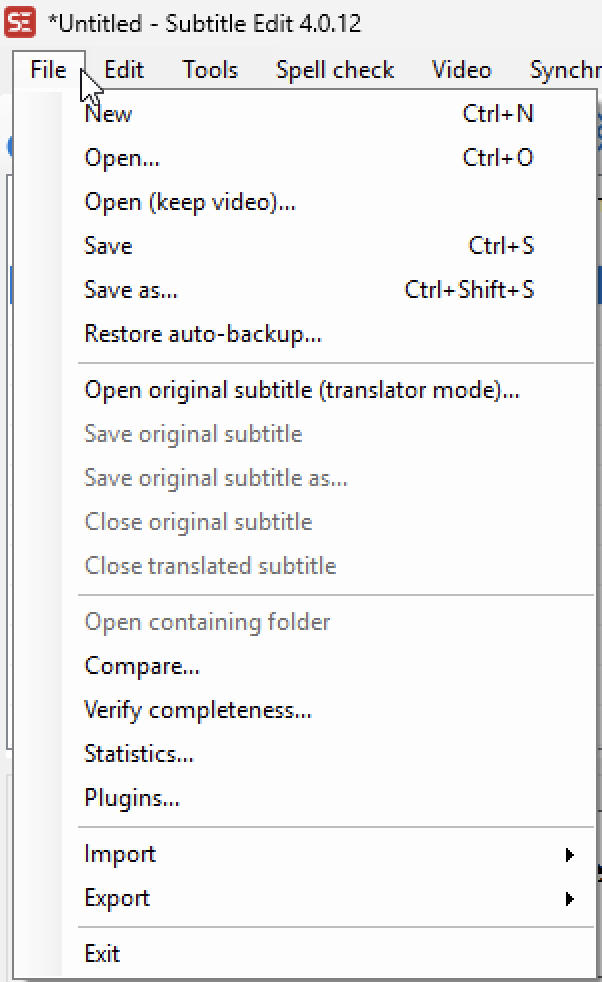 SE *Untitled - Subtitle Edit 4.0.12
File Edit Tools Spell check Video Synchr
New Ctrl+N
Open... Ctrl+O
Open (keep video)...
Save Ctrl+S
Save as... Ctrl+Shift+S
Restore auto-backup...
Open original subtitle (translator mode)...
Save original subtitle
Save original subtitle as...
Close original subtitle
Close translated subtitle
Open containing folder
Compare...
Verify completeness...
Statistics...
Plugins...
Import
Export
Exit